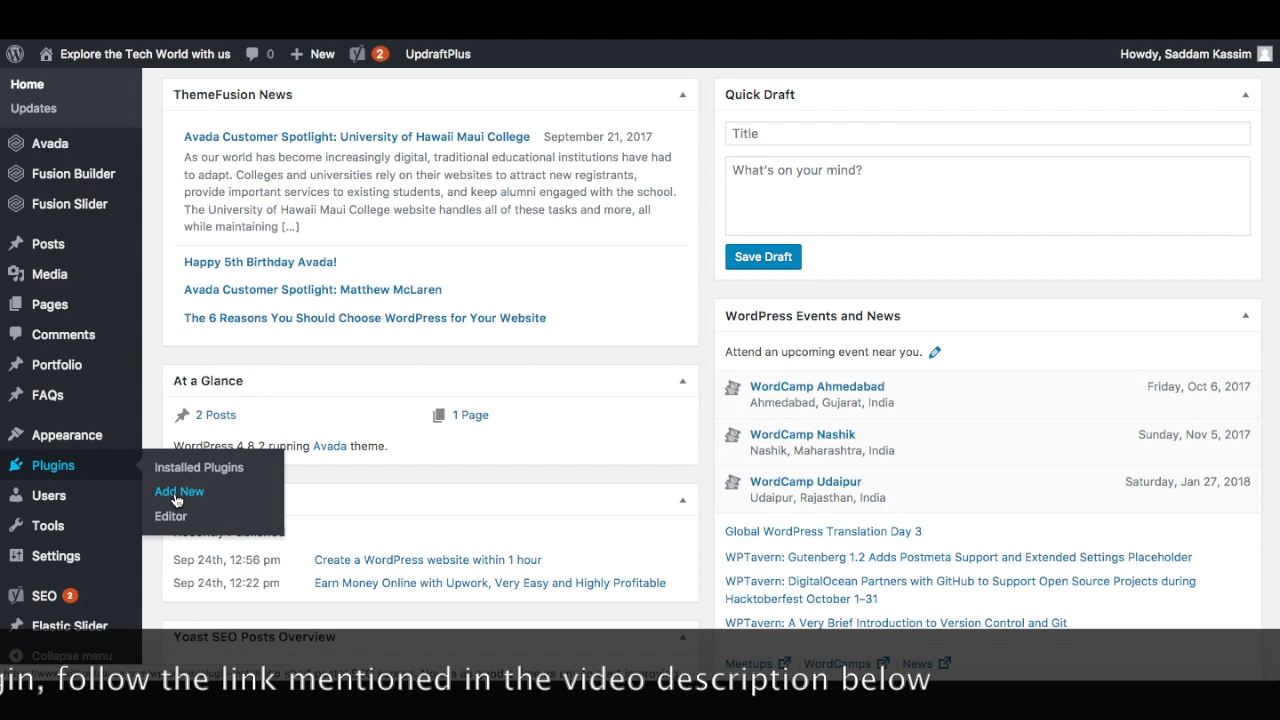 Explore the Tech World with us 0 New 2 UpdraftPlus Howdy, Saddam Kassim
Home
Updates
Avada
Fusion Builder
Fusion Slider
Posts
Media
Pages
Comments
Portfolio
FAQs
Appearance
Plugins
Users
Tools
Settings
SEO 2
Elastic Slider
Collapse menu
Installed Plugins
Add New
Editor
ThemeFusion News
Avada Customer Spotlight: University of Hawaii Maui College September 21, 2017
As our world has become increasingly digital, traditional educational institutions have had
to adapt. Colleges and universities rely on their websites to attract new registrants,
provide important services to existing students, and keep alumni engaged with the school.
The University of Hawaii Maui College website handles all of these tasks and more, all
while maintaining [...]
Happy 5th Birthday Avada!
Avada Customer Spotlight: Matthew McLaren
The 6 Reasons You Should Choose WordPress for Your Website
At a Glance
2 Posts 1 Page
WordPress 4.8.2 running Avada theme.
Recently Published
Sep 24th, 12:56 pm Create a WordPress website within 1 hour
Sep 24th, 12:22 pm Earn Money Online with Upwork, Very Easy and Highly Profitable
Yoast SEO Posts Overview
Quick Draft
Title
What's on your mind?
Save Draft
WordPress Events and News
Attend an upcoming event near you.
WordCamp Ahmedabad Friday, Oct 6, 2017
Ahmedabad, Gujarat, India
WordCamp Nashik Sunday, Nov 5, 2017
Nashik, Maharashtra, India
WordCamp Udaipur Saturday, Jan 27, 2018
Udaipur, Rajasthan, India
Global WordPress Translation Day 3
WPTavern: Gutenberg 1.2 Adds Postmeta Support and Extended Settings Placeholder
WPTavern: DigitalOcean Partners with GitHub to Support Open Source Projects during
Hacktoberfest October 1–31
WPTavern: A Very Brief Introduction to Version Control and Git
Meetups WordCamps News
gin, follow the link mentioned in the video description below